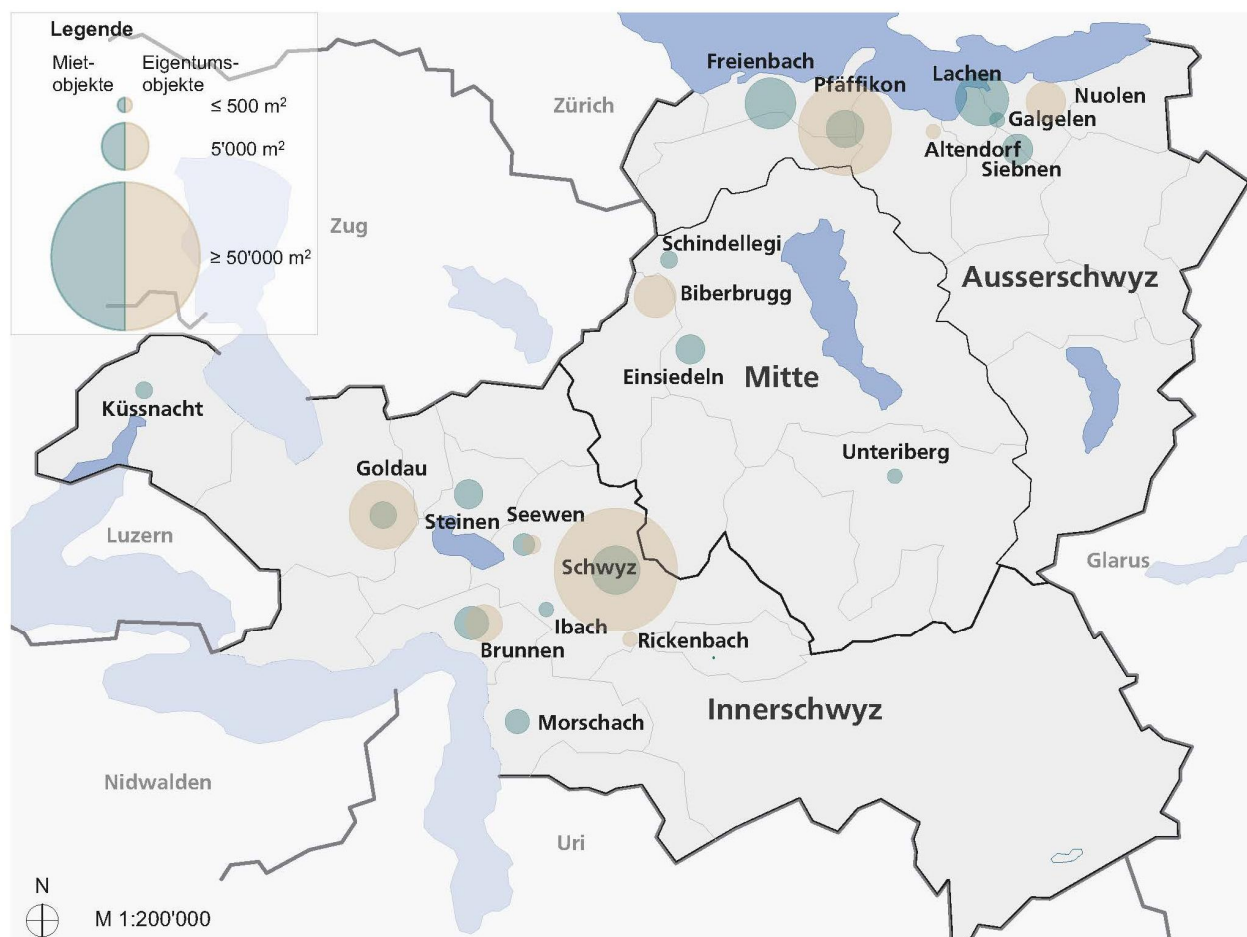 Legende
Miet-
objekte
Eigentums-
objekte
≤ 500 m²
5'000 m²
≥ 50'000 m²
Zürich
Zug
Freienbach
Pfäffikon
Lachen
Nuolen
Galgelen
Altendorf
Siebnen
Schindellegi
Biberbrugg
Ausserschwyz
Einsiedeln
Mitte
Küssnacht
Unteriberg
Goldau
Steinen
Seewen
Luzern
Schwyz
Glarus
Ibach
Rickenbach
Brunnen
Innerschwyz
Morschach
Nidwalden
Uri
N
M 1:200'000